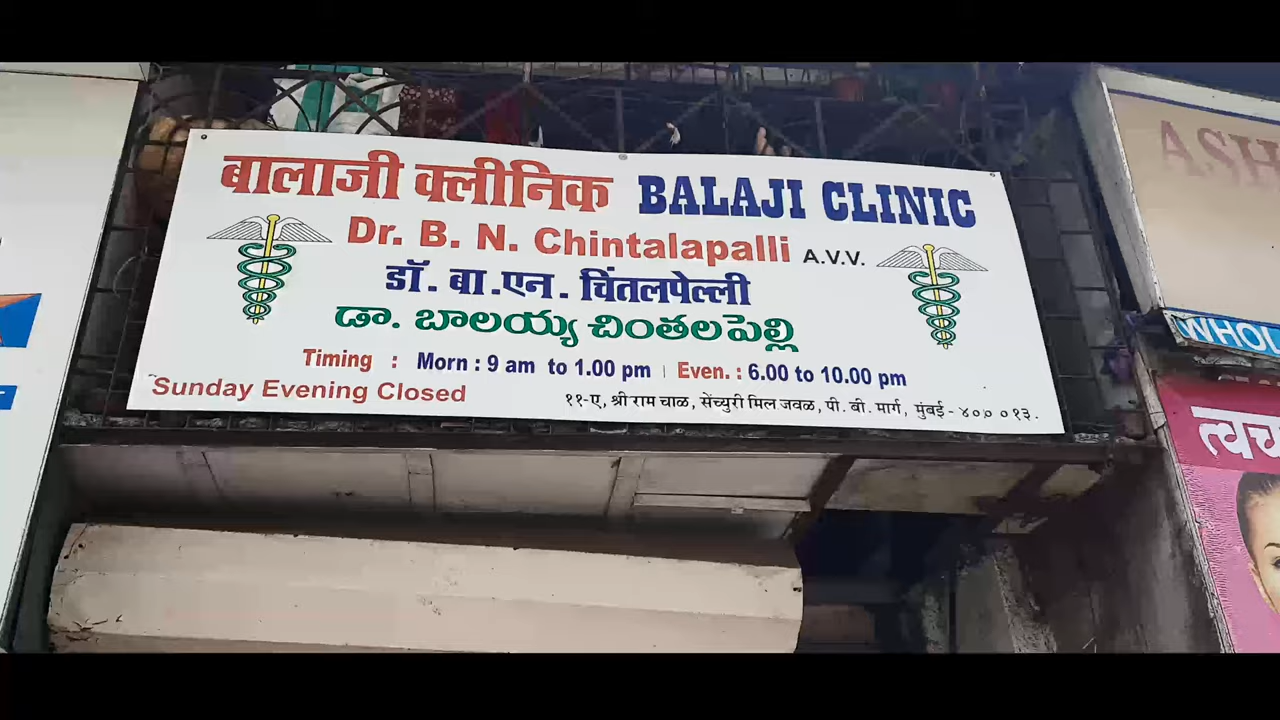 बालाजी क्लीनिक BALAJI CLINIC
Dr. B. N. Chintalapalli A.V.V.
डॉ. बा.एन. चिंतलपेल्ली
డా. బాలయ్య చింతలపెల్లి
Timing : Morn : 9 am to 1.00 pm | Even. : 6.00 to 10.00 pm
Sunday Evening Closed
११-ए, श्री राम चाळ, सेंच्युरी मिल जवळ, पी. बी. मार्ग, मुंबई - ४०० ०१३.